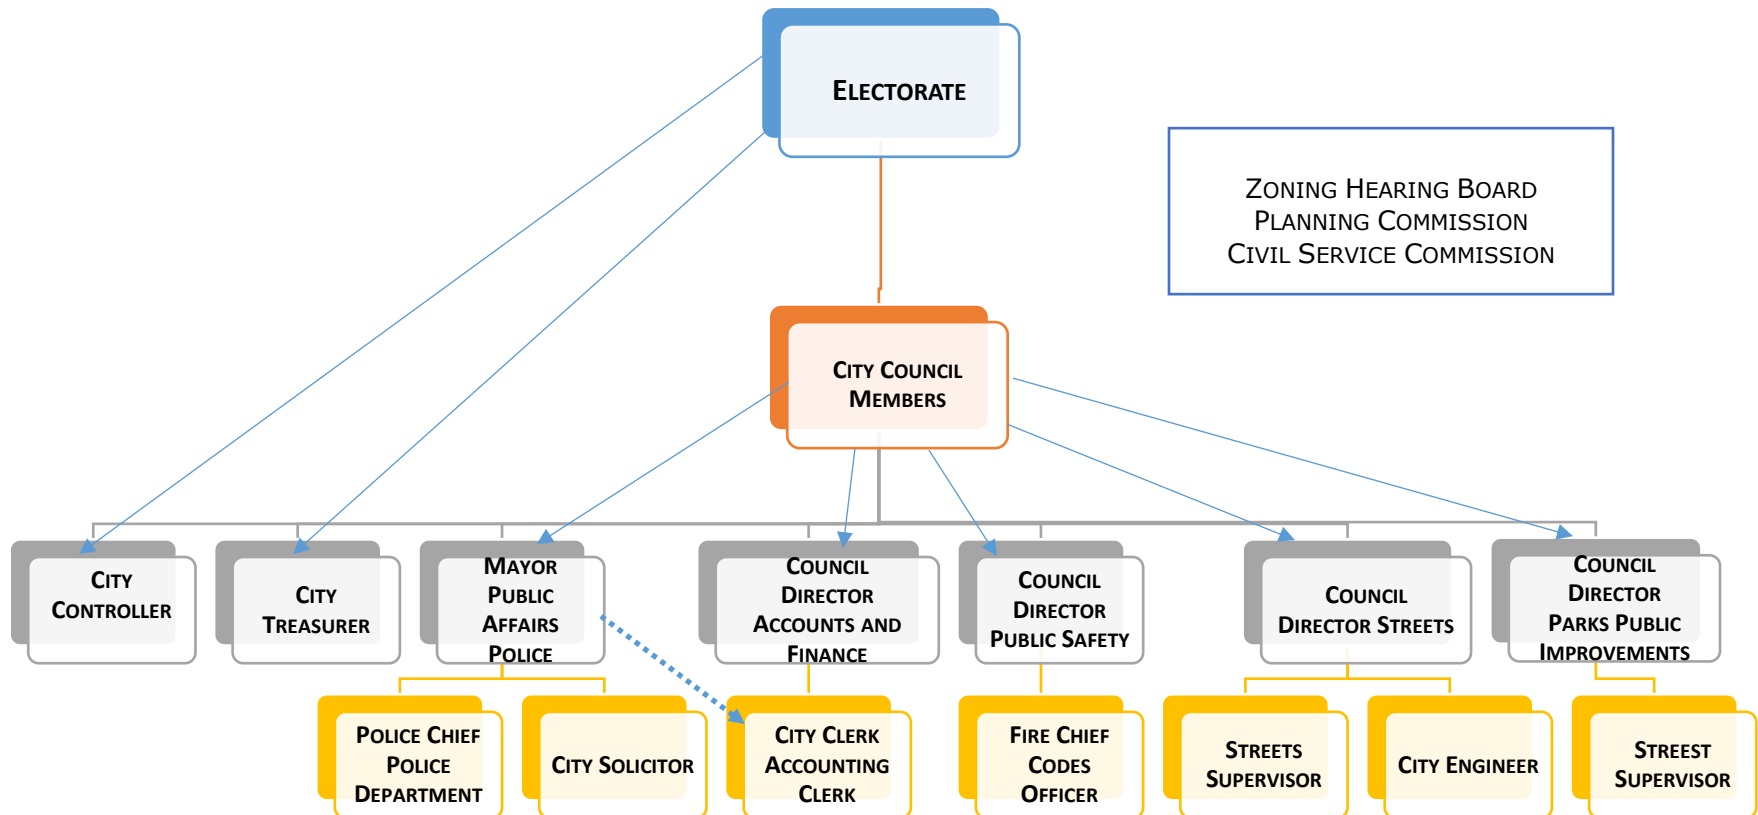 ELECTORATE
ZONING HEARING BOARD
PLANNING COMMISSION
CIVIL SERVICE COMMISSION
CITY COUNCIL
MEMBERS
CITY
CONTROLLER
CITY
TREASURER
MAYOR
PUBLIC
AFFAIRS
POLICE
COUNCIL
DIRECTOR
ACCOUNTS AND
FINANCE
COUNCIL
DIRECTOR
PUBLIC SAFETY
COUNCIL
DIRECTOR STREETS
COUNCIL
DIRECTOR
PARKS PUBLIC
IMPROVEMENTS
POLICE CHIEF
POLICE
DEPARTMENT
CITY SOLICITOR
CITY CLERK
ACCOUNTING
CLERK
FIRE CHIEF
CODES
OFFICER
STREETS
SUPERVISOR
CITY ENGINEER
STREEST
SUPERVISOR